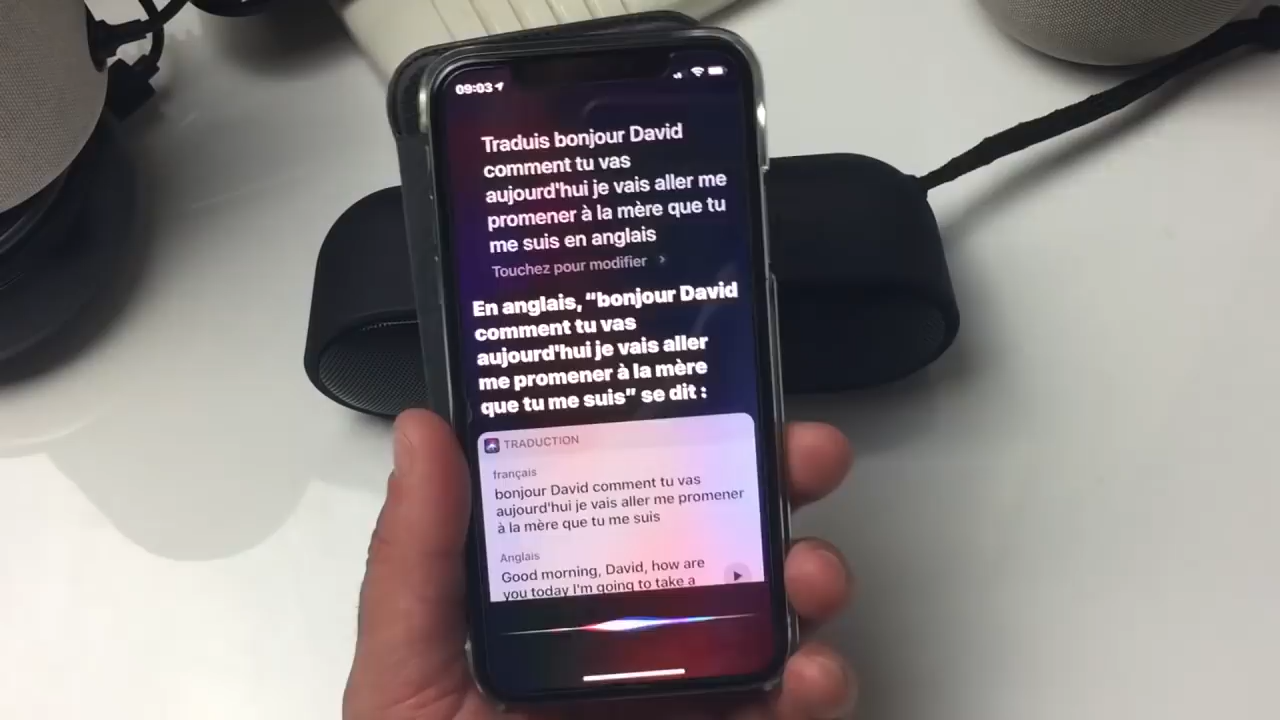 09:03
Traduis bonjour David
comment tu vas
aujourd'hui je vais aller me
promener à la mère que tu
me suis en anglais
Touchez pour modifier >
En anglais, "bonjour David
comment tu vas
aujourd'hui je vais aller
me promener à la mère
que tu me suis" se dit :
TRADUCTION
français
bonjour David comment tu vas
aujourd'hui je vais aller me promener
à la mère que tu me suis
Anglais
Good morning, David, how are
you today I'm going to take a